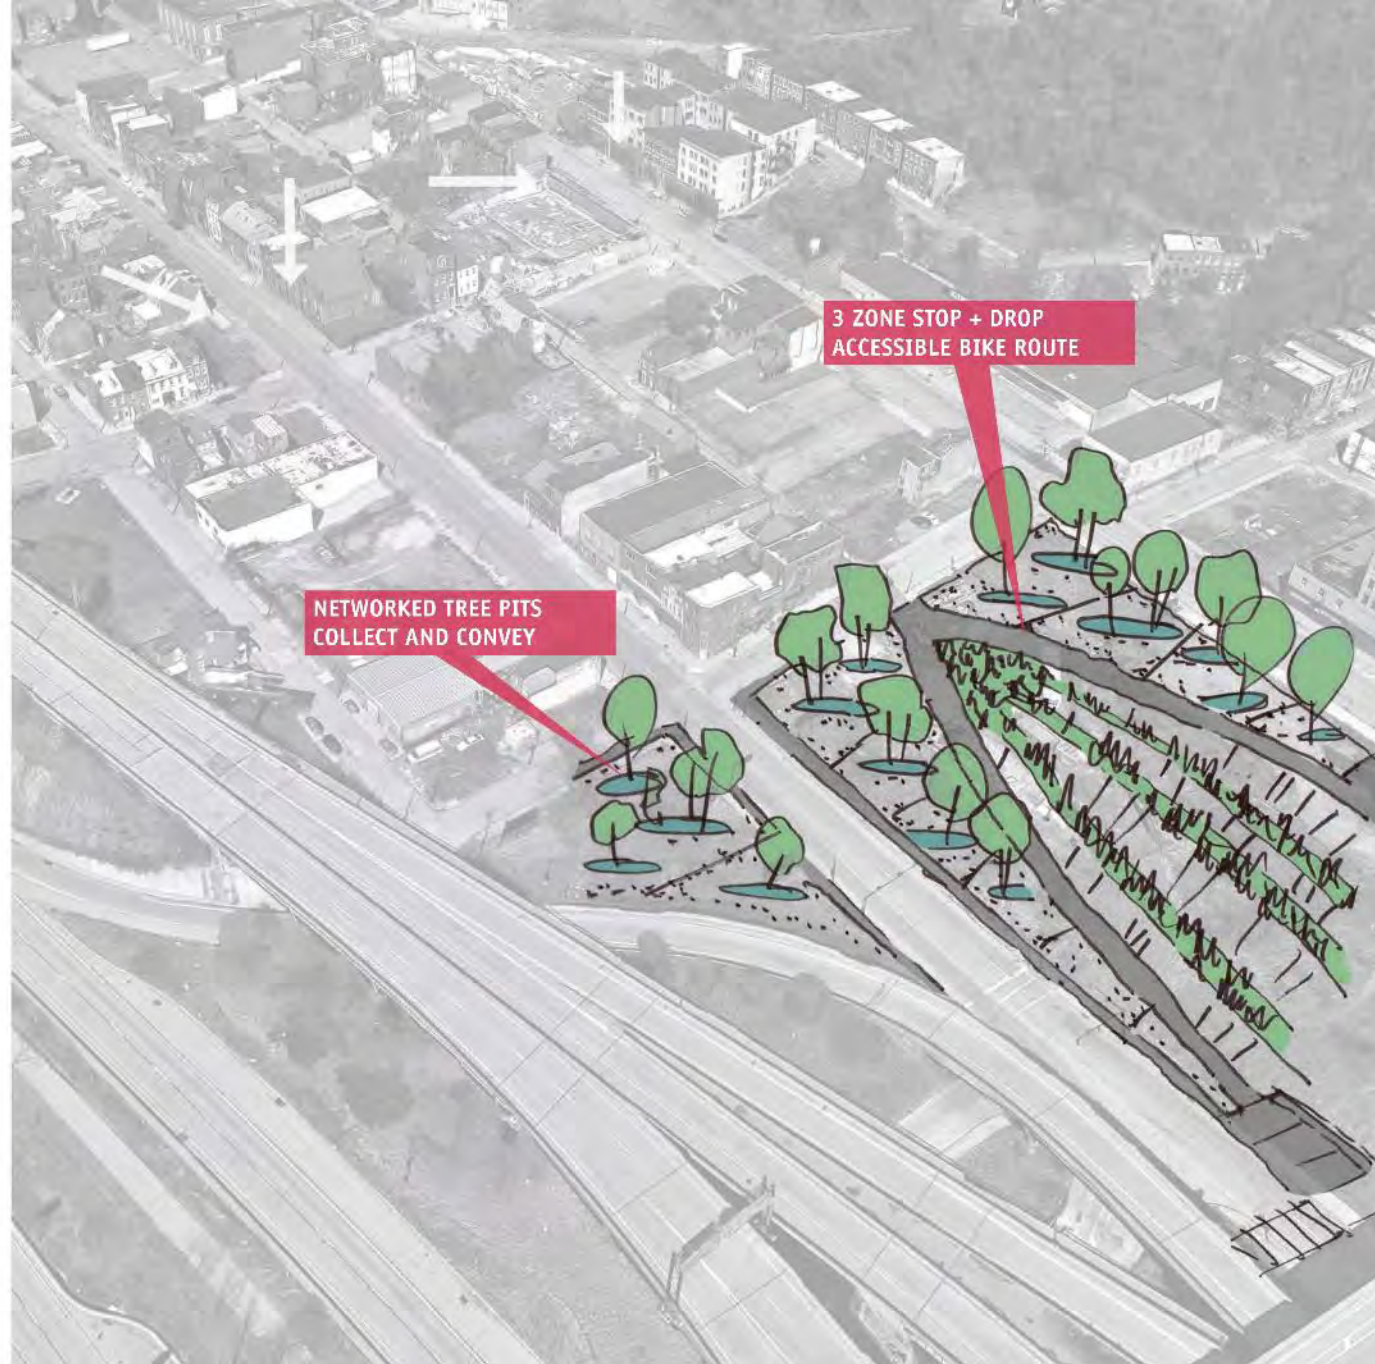 3 ZONE STOP + DROP
ACCESSIBLE BIKE ROUTE
NETWORKED TREE PITS
COLLECT AND CONVEY